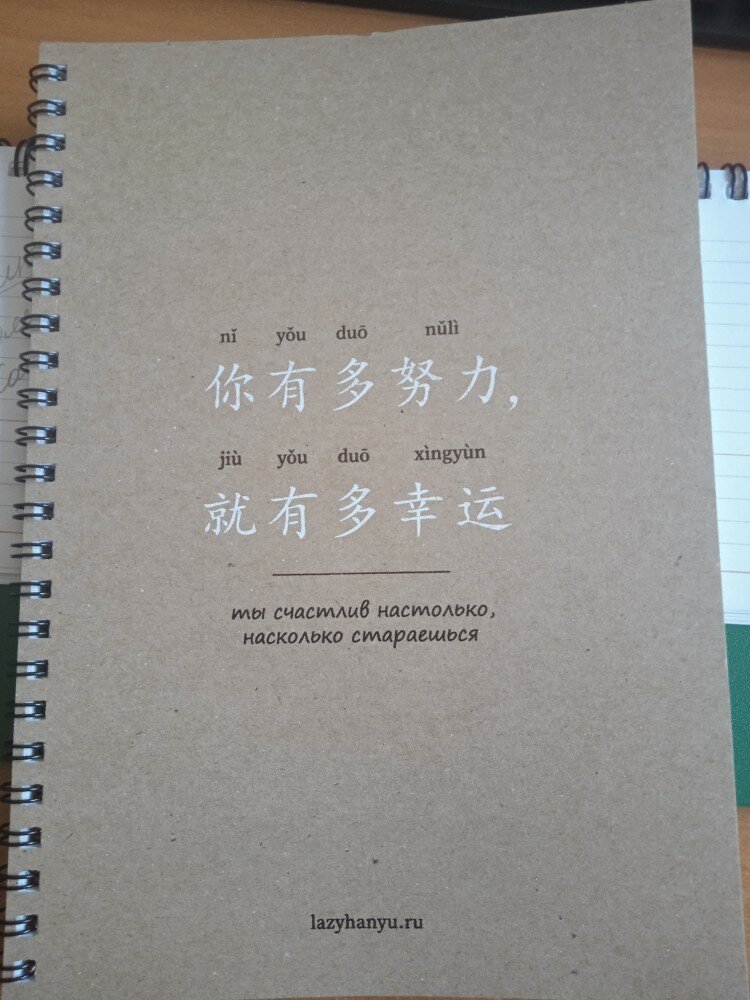 nǐ yǒu duō nǔlì
你有多努力,
jiù yǒu duō xìngyùn
就有多幸运
ты счастлив настолько,
насколько стараешься
lazyhanyu.ru